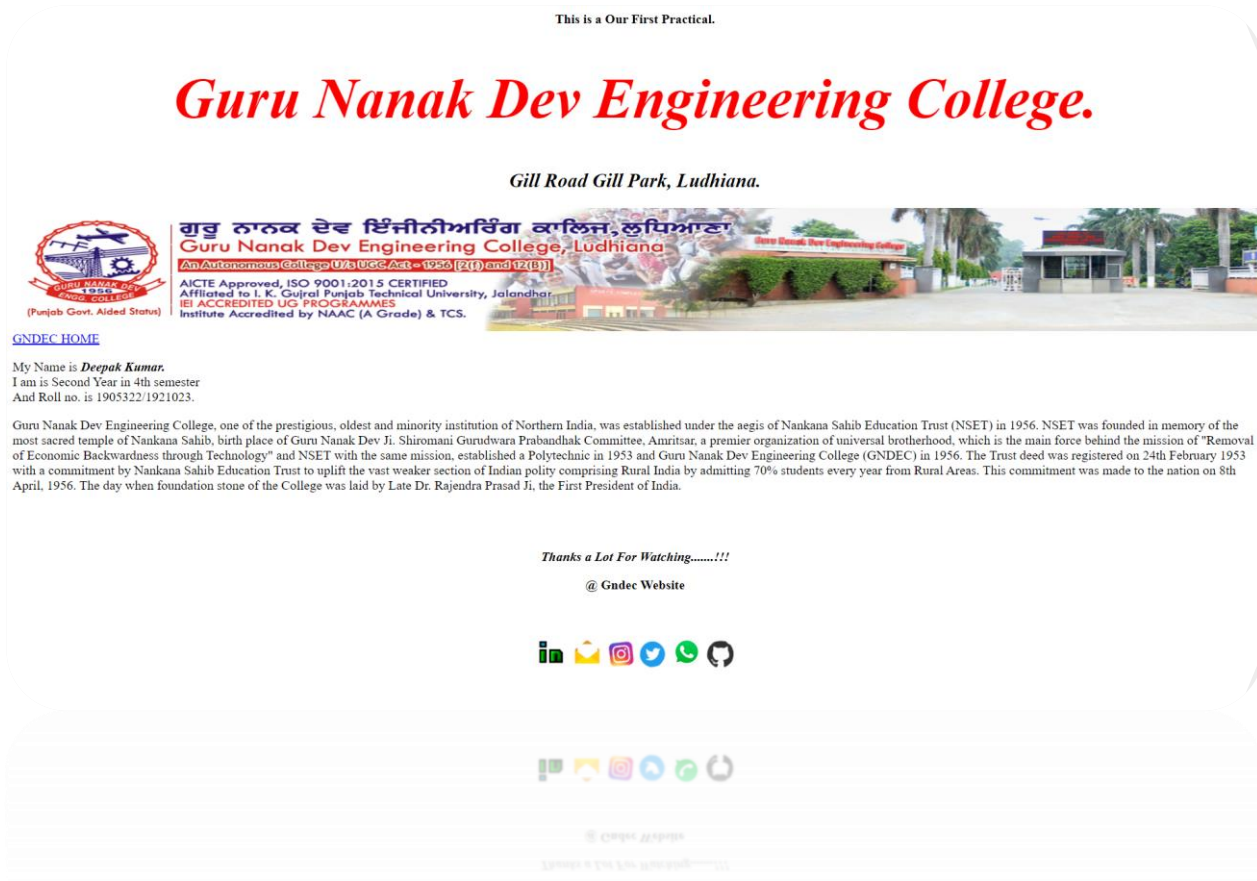 This is a Our First Practical.
Guru Nanak Dev Engineering College.
Gill Road Gill Park, Ludhiana.
ਗੁਰੂ ਨਾਨਕ ਦੇਵ ਇੰਜੀਨੀਅਰਿੰਗ ਕਾਲਿਜ,ਲੁਧਿਆਣਾ
Guru Nanak Dev Engineering College, Ludhiana
An Autonomous College U/s UGC Act - 1956 [2(f) and 12(B)]
AICTE Approved, ISO 9001:2015 CERTIFIED
Affliated to I. K. Gujral Punjab Technical University, Jalandhar
IEI ACCREDITED UG PROGRAMMES
Institute Accredited by NAAC (A Grade) & TCS.
GURU NANAK DEV
1956
ENGG. COLLEGE
(Punjab Govt. Aided Status)
Guru Nanak Dev Engineering College
GNDEC HOME
My Name is Deepak Kumar.
I am is Second Year in 4th semester
And Roll no. is 1905322/1921023.
Guru Nanak Dev Engineering College, one of the prestigious, oldest and minority institution of Northern India, was established under the aegis of Nankana Sahib Education Trust (NSET) in 1956. NSET was founded in memory of the
most sacred temple of Nankana Sahib, birth place of Guru Nanak Dev Ji. Shiromani Gurudwara Prabandhak Committee, Amritsar, a premier organization of universal brotherhood, which is the main force behind the mission of "Removal
of Economic Backwardness through Technology" and NSET with the same mission, established a Polytechnic in 1953 and Guru Nanak Dev Engineering College (GNDEC) in 1956. The Trust deed was registered on 24th February 1953
with a commitment by Nankana Sahib Education Trust to uplift the vast weaker section of Indian polity comprising Rural India by admitting 70% students every year from Rural Areas. This commitment was made to the nation on 8th
April, 1956. The day when foundation stone of the College was laid by Late Dr. Rajendra Prasad Ji, the First President of India.
Thanks a Lot For Watching.......!!!
@ Gndec Website
in